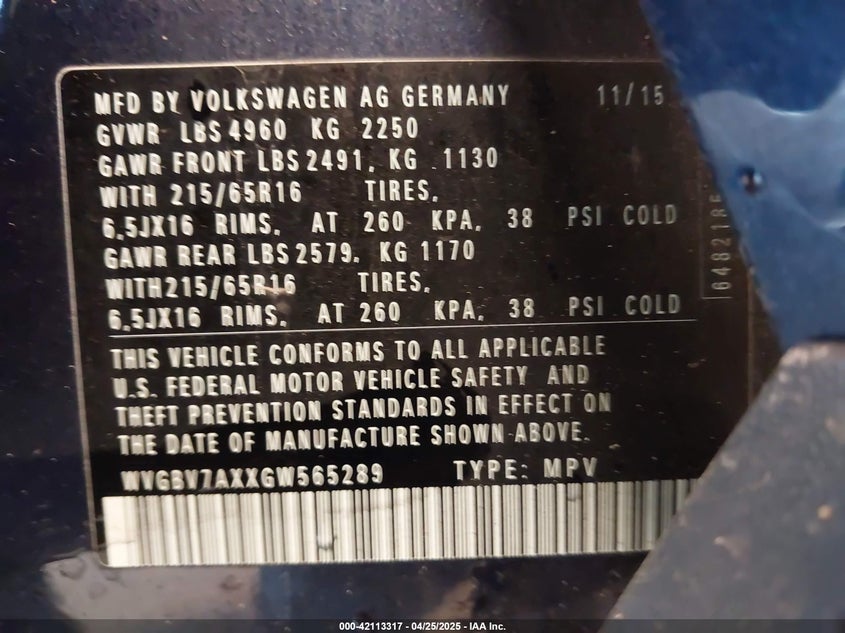 MFD BY VOLKSWAGEN AG GERMANY 11/15
GVWR LBS 4960 KG 2250
GAWR FRONT LBS 2491. KG 1130
WITH 215/65R16 TIRES.
6.5JX16 RIMS. AT 260 KPA. 38 PSI COLD
GAWR REAR LBS 2579. KG 1170
WITH 215/65R16 TIRES.
6.5JX16 RIMS. AT 260 KPA. 38 PSI COLD
THIS VEHICLE CONFORMS TO ALL APPLICABLE
U.S. FEDERAL MOTOR VEHICLE SAFETY AND
THEFT PREVENTION STANDARDS IN EFFECT ON
THE DATE OF MANUFACTURE SHOWN ABOVE.
WVGBV7AXXGW565289 TYPE: MPV
000-42113317 / 04/25/2025 - IAA Inc.